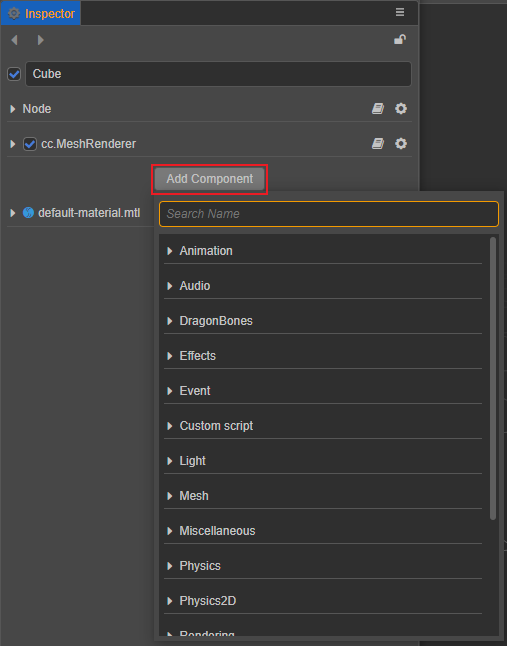 Inspector
Cube
Node
cc.MeshRenderer
Add Component
default-material.mtl
Search Name
Animation
Audio
DragonBones
Effects
Event
Custom script
Light
Mesh
Miscellaneous
Physics
Physics2D
Rendering